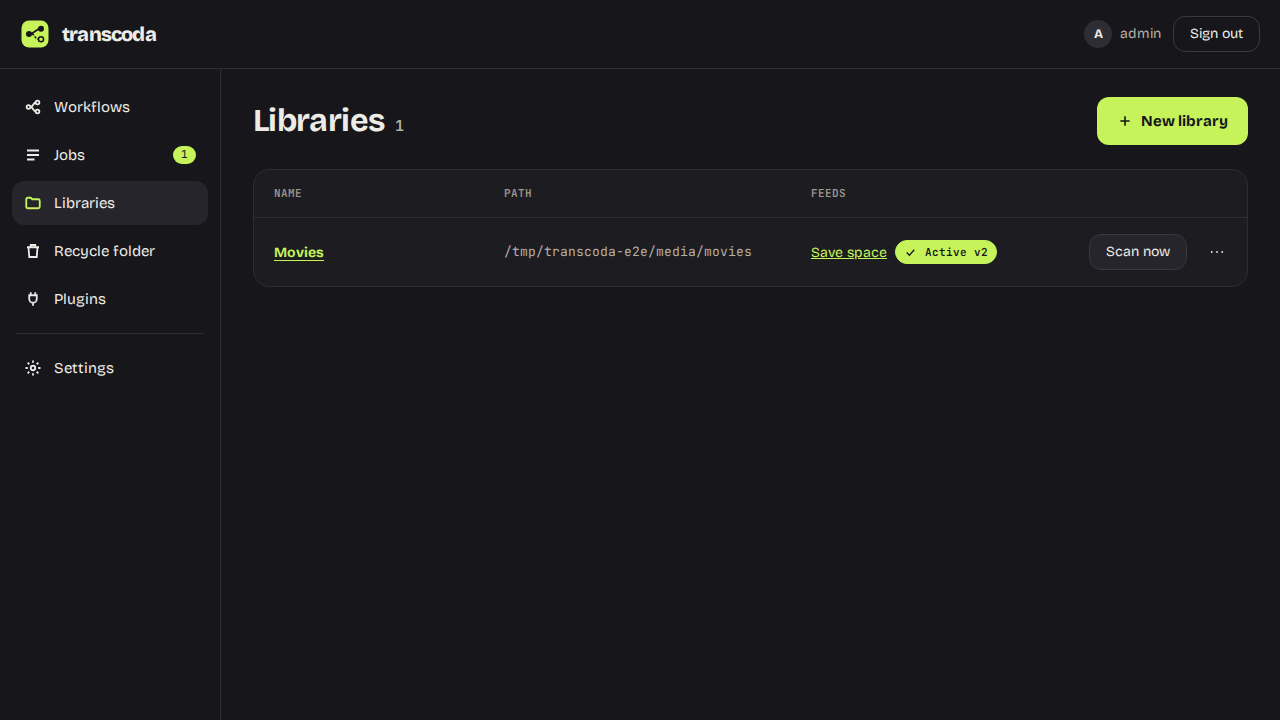 transcoda
A admin Sign out
Workflows
Jobs 1
Libraries
Recycle folder
Plugins
Settings
Libraries 1
+ New library
NAME PATH FEEDS
Movies /tmp/transcoda-e2e/media/movies Save space ✓ Active v2 Scan now ···